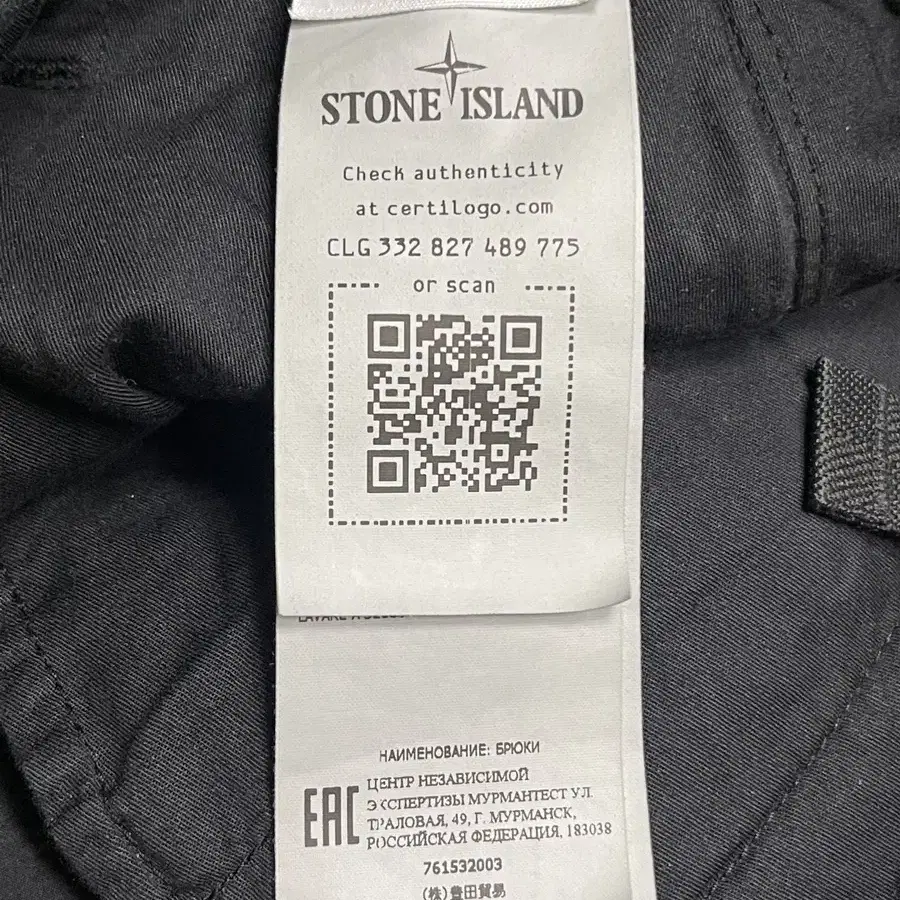 STONE ISLAND
Check authenticity
at certilogo.com
CLG 332 827 489 775
or scan
НАИМЕНОВАНИЕ: БРЮКИ
EAC
ЦЕНТР НЕЗАВИСИМОЙ
ЭКСПЕРТИЗЫ МУРМАНТЕСТ УЛ.
ТРАЛОВАЯ, 49, Г. МУРМАНСК,
РОССИЙСКАЯ ФЕДЕРАЦИЯ, 183038
761532003
(株)豊田貿易